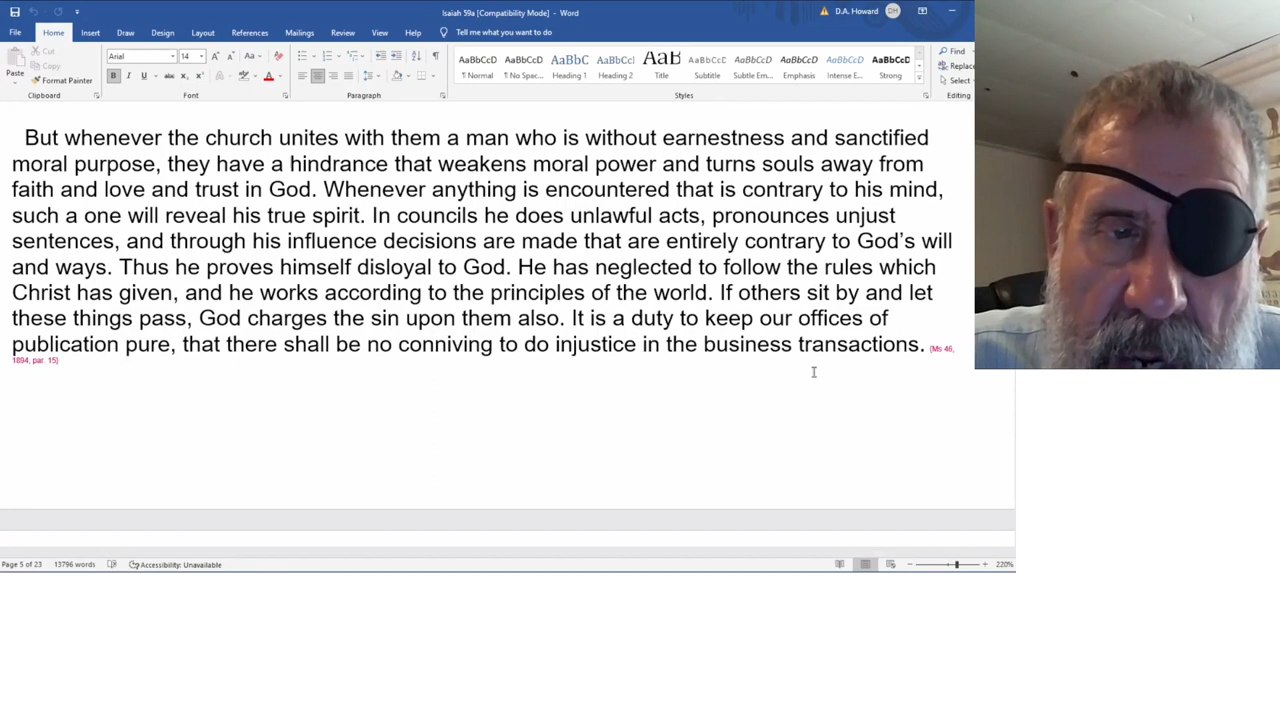 Isaiah 59a [Compatibility Mode] - Word
D.A. Howard
DH
File Home Insert Draw Design Layout References Mailings Review View Help Tell me what you want to do
Paste
Cut
Copy
Format Painter
Clipboard
Arial
14
Aa
B I U abc
Font
Paragraph
AaBbCcD AaBbCcD AaBbC AaBbCcl AaB AaBbCcD AaBbCcD AaBbCcD AaBbCcD AaBbCcD
¶ Normal ¶ No Spac... Heading 1 Heading 2 Title Subtitle Subtle Em... Emphasis Intense E... Strong
Styles
Find
Replace
Select
Editing
But whenever the church unites with them a man who is without earnestness and sanctified
moral purpose, they have a hindrance that weakens moral power and turns souls away from
faith and love and trust in God. Whenever anything is encountered that is contrary to his mind,
such a one will reveal his true spirit. In councils he does unlawful acts, pronounces unjust
sentences, and through his influence decisions are made that are entirely contrary to God’s will
and ways. Thus he proves himself disloyal to God. He has neglected to follow the rules which
Christ has given, and he works according to the principles of the world. If others sit by and let
these things pass, God charges the sin upon them also. It is a duty to keep our offices of
publication pure, that there shall be no conniving to do injustice in the business transactions. {Ms 46,
1894, par. 15}
Page 5 of 23 13796 words Accessibility: Unavailable 220%